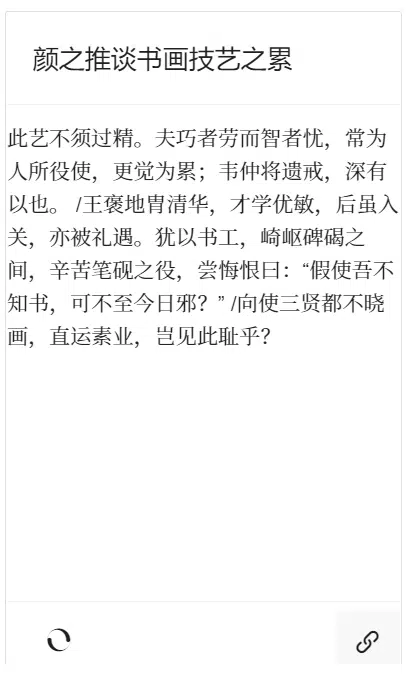 颜之推谈书画技艺之累
此艺不须过精。夫巧者劳而智者忧，常为
人所役使，更觉为累；韦仲将遗戒，深有
以也。 /王褒地胄清华，才学优敏，后虽入
关，亦被礼遇。犹以书工，崎岖碑碣之
间，辛苦笔砚之役，尝悔恨曰：“假使吾不
知书，可不至今日邪？” /向使三贤都不晓
画，直运素业，岂见此耻乎？